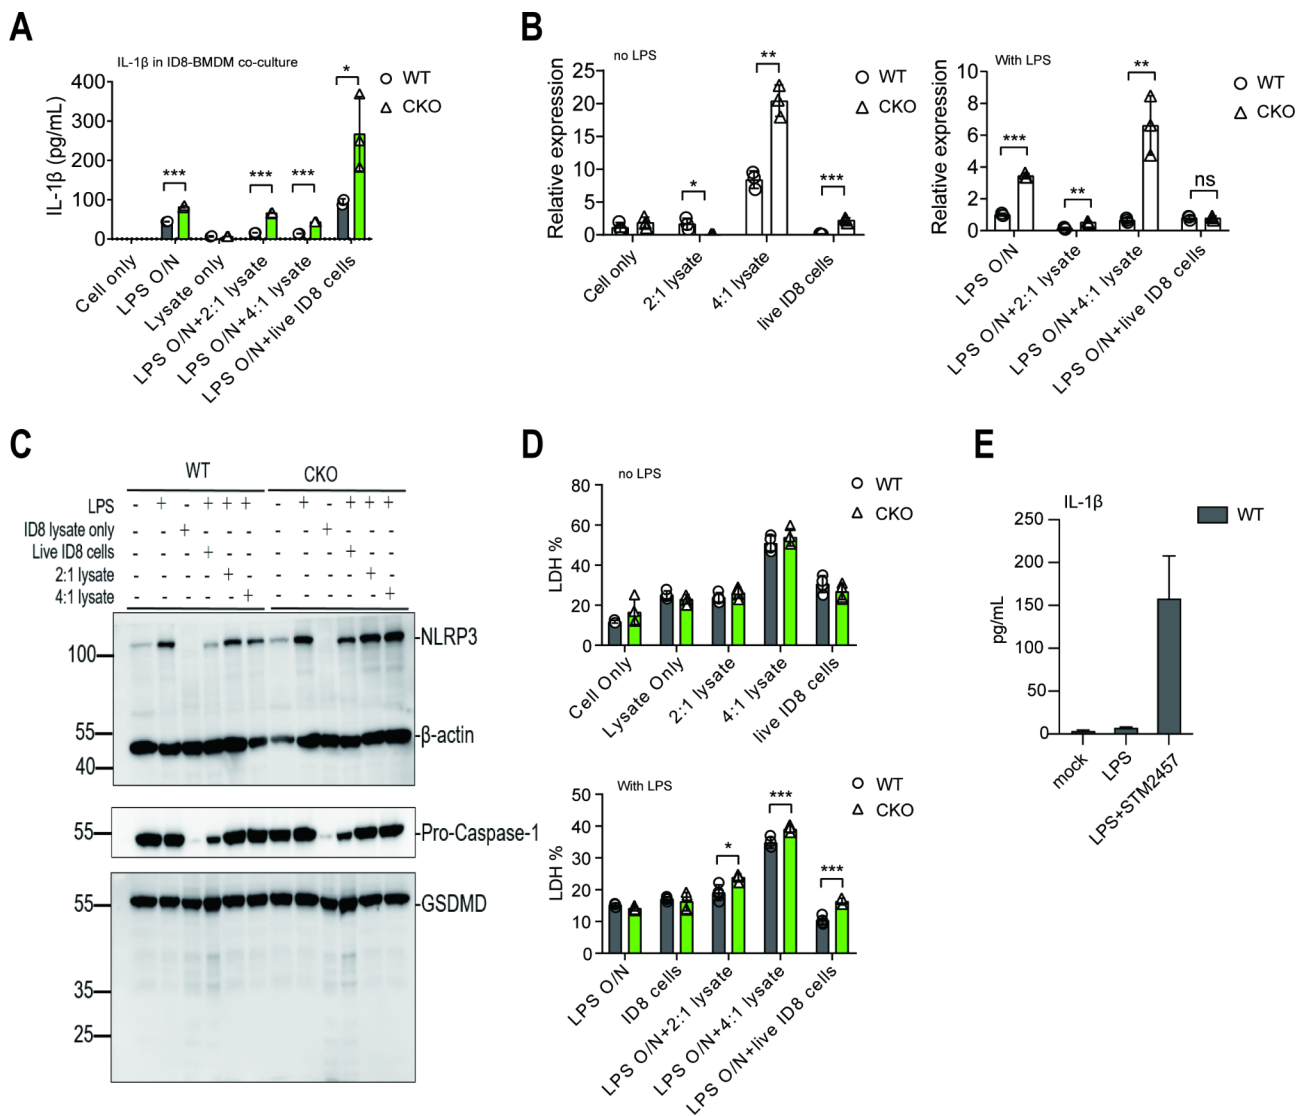 A
IL-1β in ID8-BMDM co-culture
IL-1β (pg/mL)
400
300
200
100
0
***
***
***
*
WT
CKO
Cell only
LPS O/N
Lysate only
LPS O/N+2:1 lysate
LPS O/N+4:1 lysate
LPS O/N+live ID8 cells
B
no LPS
Relative expression
25
20
15
10
5
0
*
**
***
WT
CKO
Cell only
2:1 lysate
4:1 lysate
live ID8 cells
With LPS
Relative expression
10
8
6
4
2
0
***
**
**
ns
WT
CKO
LPS O/N
LPS O/N+2:1 lysate
LPS O/N+4:1 lysate
LPS O/N+live ID8 cells
C
WT CKO
LPS - + - + + + - + - + + +
ID8 lysate only - - + - - - - - + - - -
Live ID8 cells - - - + - - - - - + - -
2:1 lysate - - - - + - - - - - + -
4:1 lysate - - - - - + - - - - - +
100
55
40
-NLRP3
-β-actin
55
-Pro-Caspase-1
55
35
25
-GSDMD
D
no LPS
LDH %
80
60
40
20
0
WT
CKO
Cell Only
Lysate Only
2:1 lysate
4:1 lysate
live ID8 cells
With LPS
LDH %
50
40
30
20
10
0
*
***
***
WT
CKO
LPS O/N
ID8 cells
LPS O/N+2:1 lysate
LPS O/N+4:1 lysate
LPS O/N+live ID8 cells
E
IL-1β
pg/mL
250
200
150
100
50
0
WT
mock
LPS
LPS+STM2457